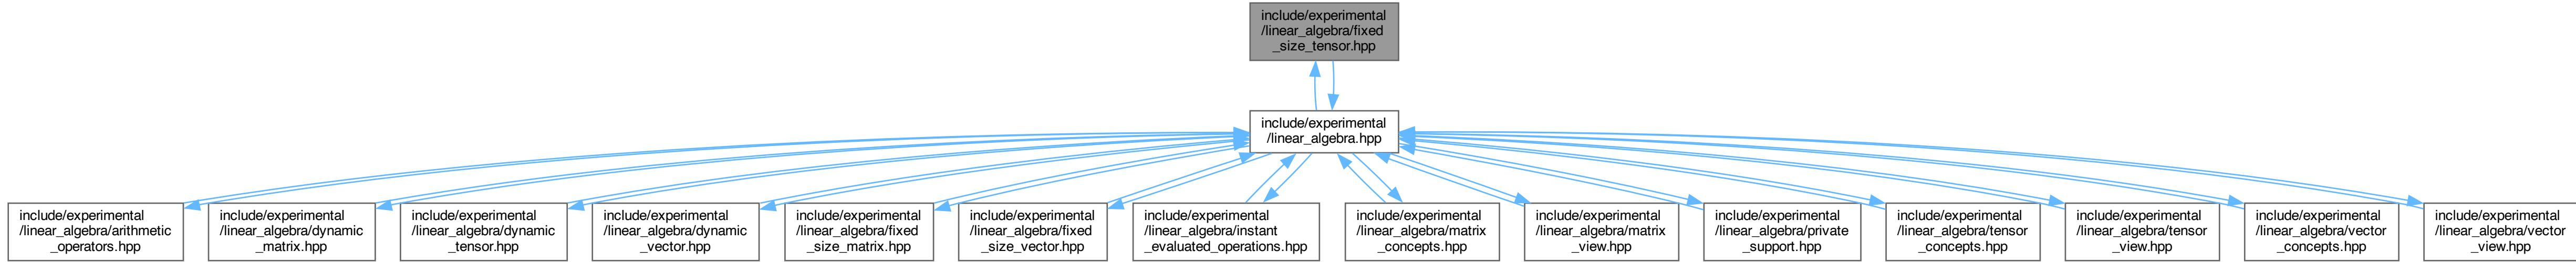 include/experimental
/linear_algebra/fixed
_size_tensor.hpp
include/experimental
/linear_algebra.hpp
include/experimental
/linear_algebra/arithmetic
_operators.hpp
include/experimental
/linear_algebra/dynamic
_matrix.hpp
include/experimental
/linear_algebra/dynamic
_tensor.hpp
include/experimental
/linear_algebra/dynamic
_vector.hpp
include/experimental
/linear_algebra/fixed
_size_matrix.hpp
include/experimental
/linear_algebra/fixed
_size_vector.hpp
include/experimental
/linear_algebra/instant
_evaluated_operations.hpp
include/experimental
/linear_algebra/matrix
_concepts.hpp
include/experimental
/linear_algebra/matrix
_view.hpp
include/experimental
/linear_algebra/private
_support.hpp
include/experimental
/linear_algebra/tensor
_concepts.hpp
include/experimental
/linear_algebra/tensor
_view.hpp
include/experimental
/linear_algebra/vector
_concepts.hpp
include/experimental
/linear_algebra/vector
_view.hpp